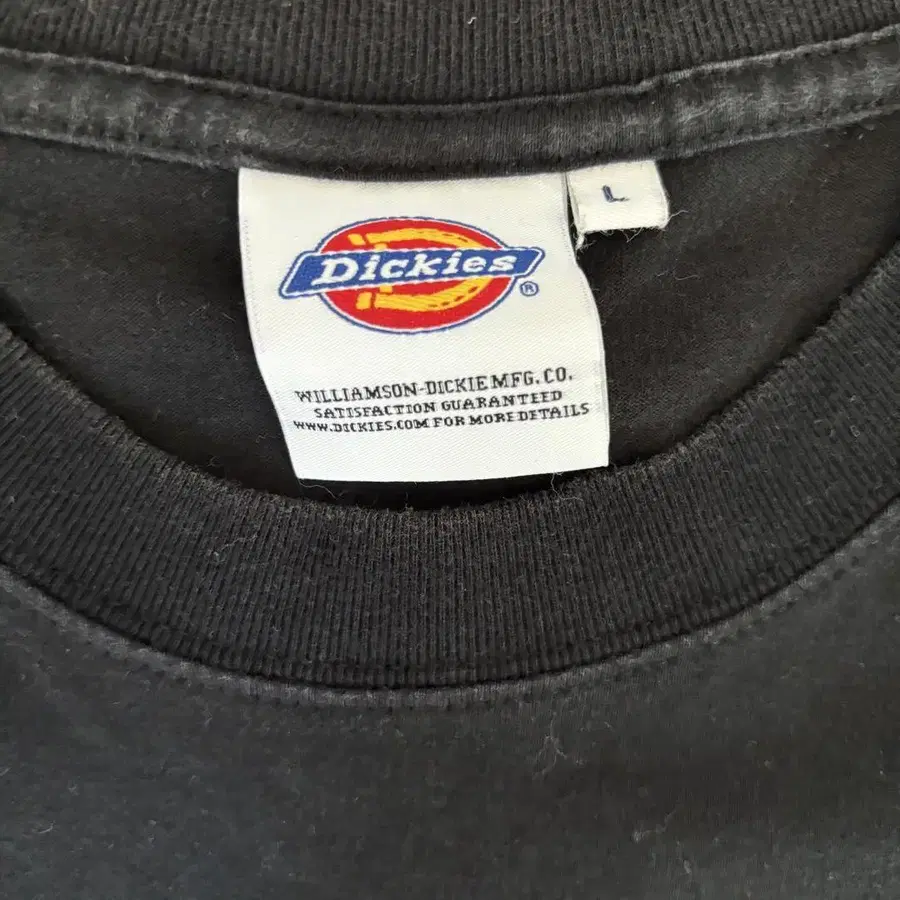 L
Dickies®
WILLIAMSON-DICKIE MFG. CO.
SATISFACTION GUARANTEED
WWW.DICKIES.COM FOR MORE DETAILS